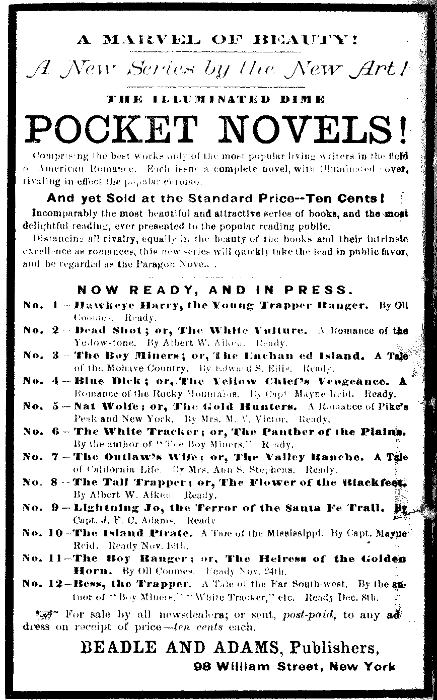 A MARVEL OF BEAUTY!
A New Series by the New Art!
THE ILLUMINATED DIME
POCKET NOVELS!
Comprising the best works only of the most popular living writers in the field
of American Romance. Each issue a complete novel, with illuminated cover,
rivaling in effect the popular
And yet Sold at the Standard Price--Ten Cents!
Incomparably the most beautiful and attractive series of books, and the most
delightful reading, ever presented to the popular reading public.
Distancing all rivalry, equally in the beauty of the books and their intrinsic
excellence as romances, this new series will quickly take the lead in public favor,
and be regarded as the Paragon Novels.
NOW READY, AND IN PRESS.
No. 1—Hawkeye Harry, the Young Trapper Ranger. By Oll
Coomes. Ready.
No. 2—Dead Shot; or, The White Vulture. A Romance of the
Yellowstone. By Albert W. Aiken. Ready.
No. 3—The Boy Miners; or, The Enchan ed Island. A Tale
of the Mohave Country. By Edward S. Ellis. Ready.
No. 4—Blue Dick; or, The Yellow Chief's Vengeance. A
Romance of the Rocky Mountains. By Capt. Mayne Reid. Ready.
No. 5—Nat Wolfe; or, The Gold Hunters. A Romance of Pike's
Peak and New York. By Mrs. M. V. Victor. Ready.
No. 6—The White Tracker; or, The Panther of the Plains.
By the author of "The Boy Miners." Ready.
No. 7—The Outlaw's Wife; or, The Valley Ranche. A Tale
of California Life. By Mrs. Ann S. Stephens. Ready.
No. 8—The Tall Trapper; or, The Flower of the Blackfeet.
By Albert W. Aiken. Ready.
No. 9—Lightning Jo, the Terror of the Santa Fe Trail. By
Capt. J. F. C. Adams. Ready
No. 10—The Island Pirate. A Tale of the Mississippi. By Capt. Mayne
Reid. Ready Nov. 10th.
No. 11—The Boy Ranger; or, The Heiress of the Golden
Horn. By Oll Coomes. Ready Nov. 24th.
No. 12—Bess, the Trapper. A Tale of the Far South-west. By the au-
thor of "Boy Miners," "White Tracker," etc. Ready Dec. 8th.
For sale by all newsdealers; or sent, post-paid, to any ad-
dress on receipt of price—ten cents each.
BEADLE AND ADAMS, Publishers,
98 William Street, New York